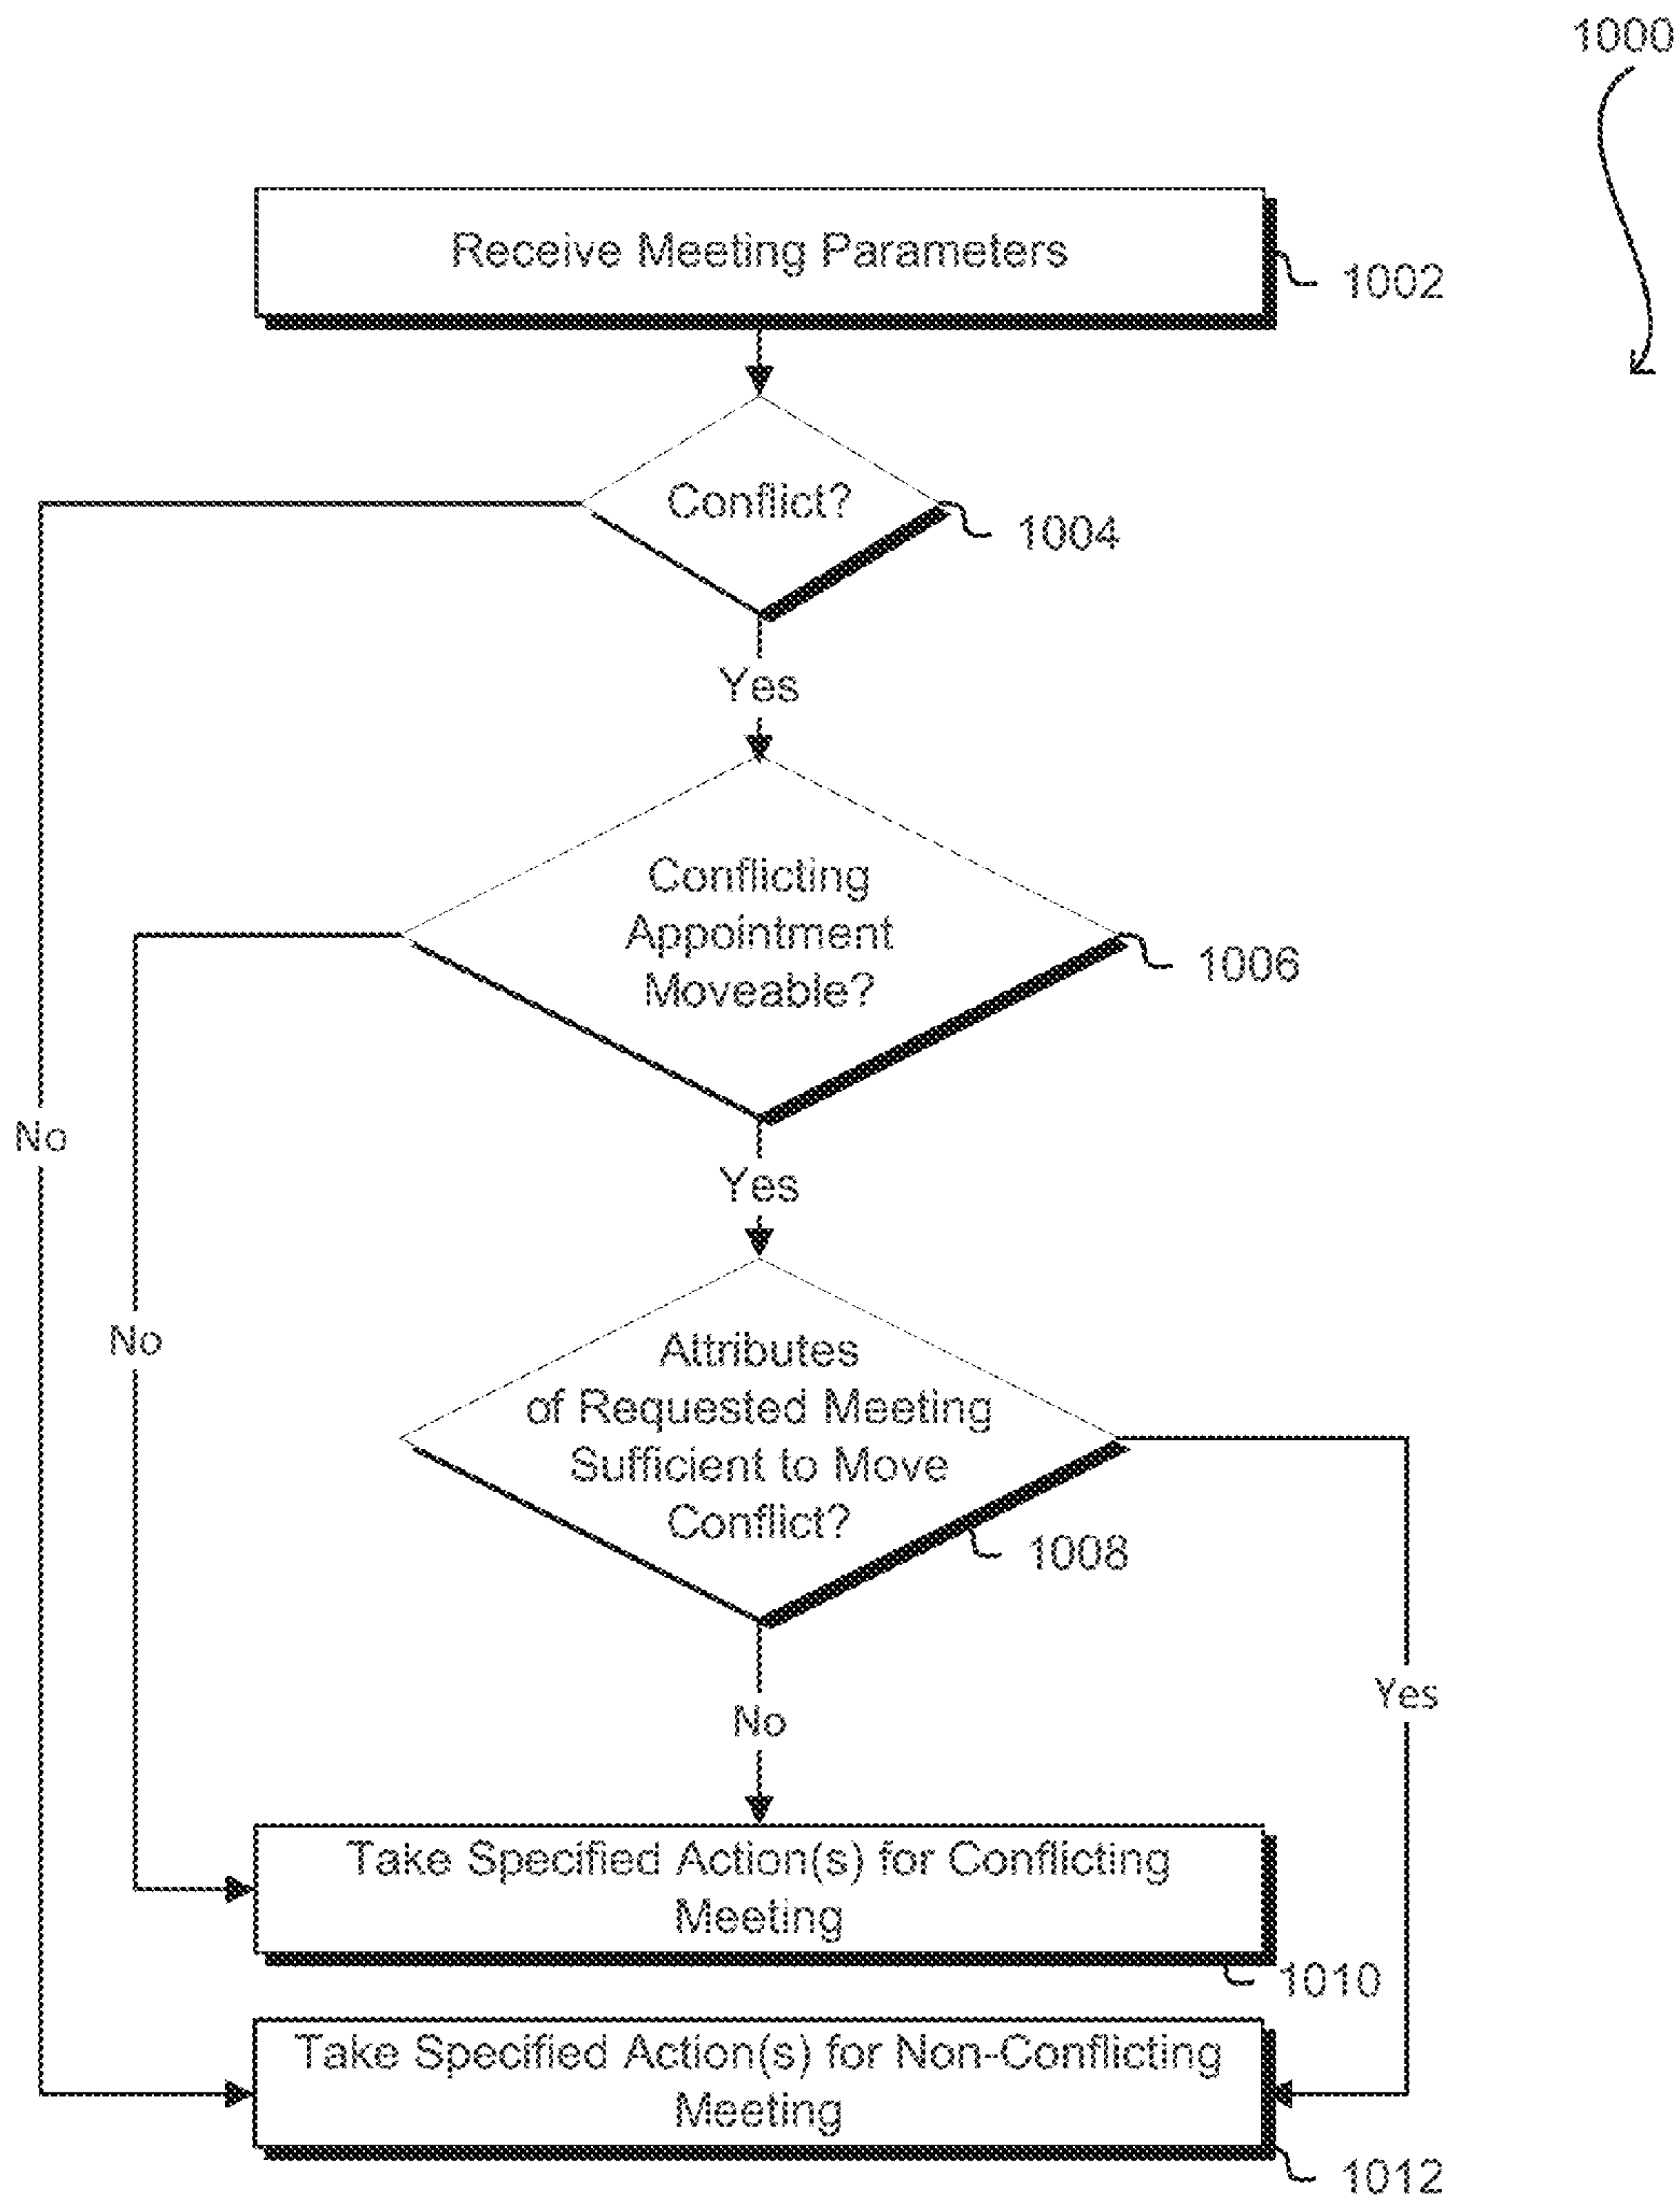 1000
Receive Meeting Parameters
1002
Conflict?
1004
Yes
Conflicting
Appointment
Moveable?
1006
No
Yes
No
Attributes
of Requested Meeting
Sufficient to Move
Conflict?
1008
Yes
No
Take Specified Action(s) for Conflicting
Meeting
1010
Take Specified Action(s) for Non-Conflicting
Meeting
1012